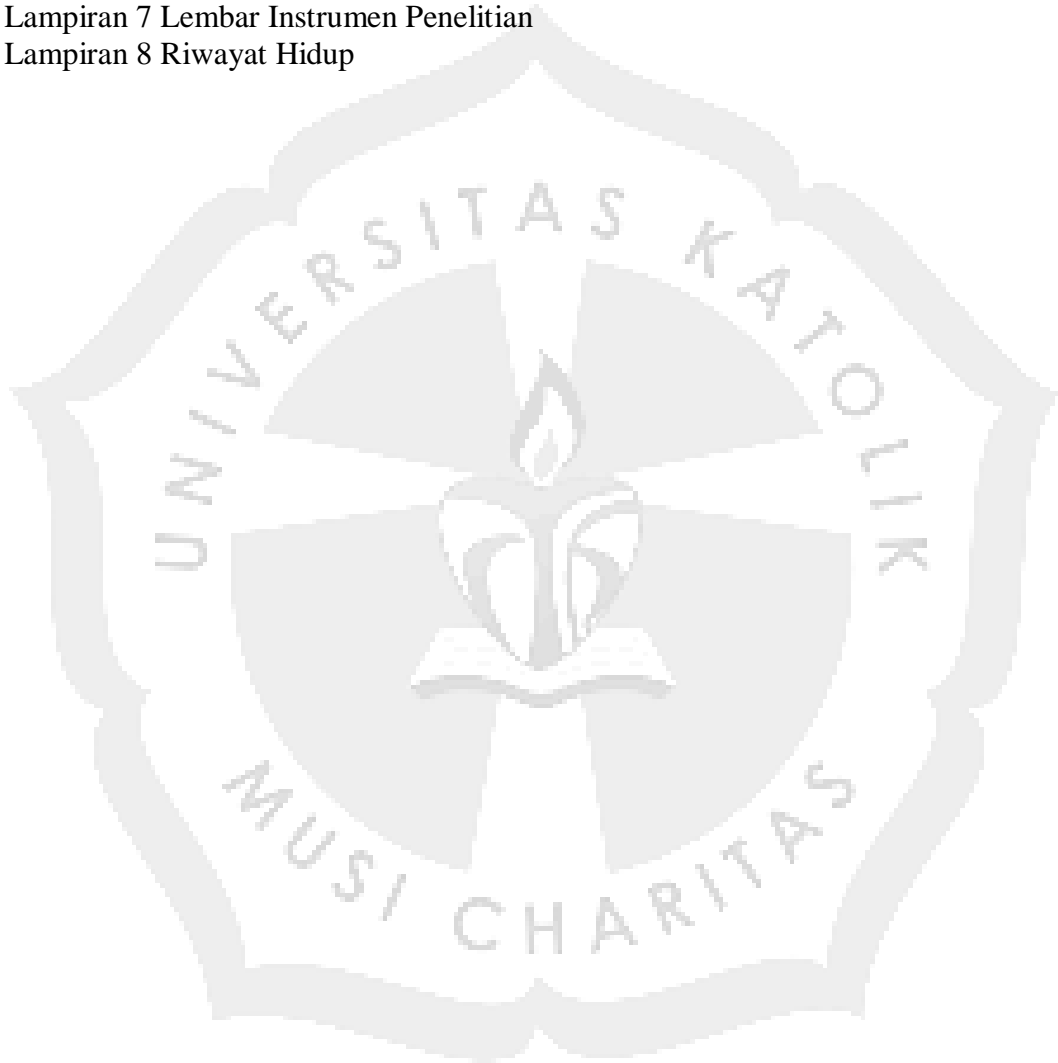 Lampiran 7 Lembar Instrumen Penelitian
Lampiran 8 Riwayat Hidup
UNIVERSITAS KATOLIK
MUSI CHARITAS